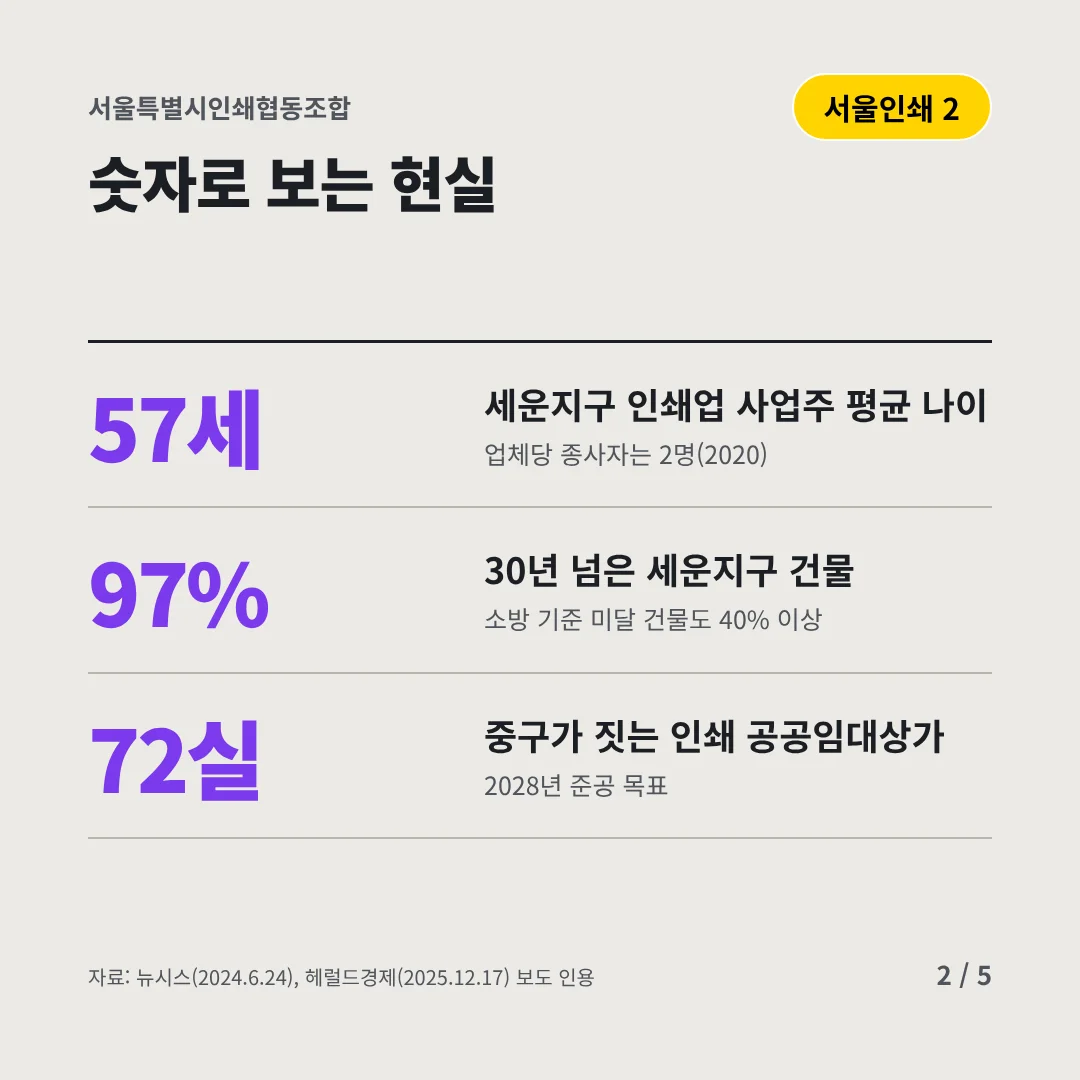 서울특별시인쇄협동조합
서울인쇄 2
숫자로 보는 현실
57세
세운지구 인쇄업 사업주 평균 나이
업체당 종사자는 2명(2020)
97%
30년 넘은 세운지구 건물
소방 기준 미달 건물도 40% 이상
72실
중구가 짓는 인쇄 공공임대상가
2028년 준공 목표
자료: 뉴시스(2024.6.24), 헤럴드경제(2025.12.17) 보도 인용
2 / 5